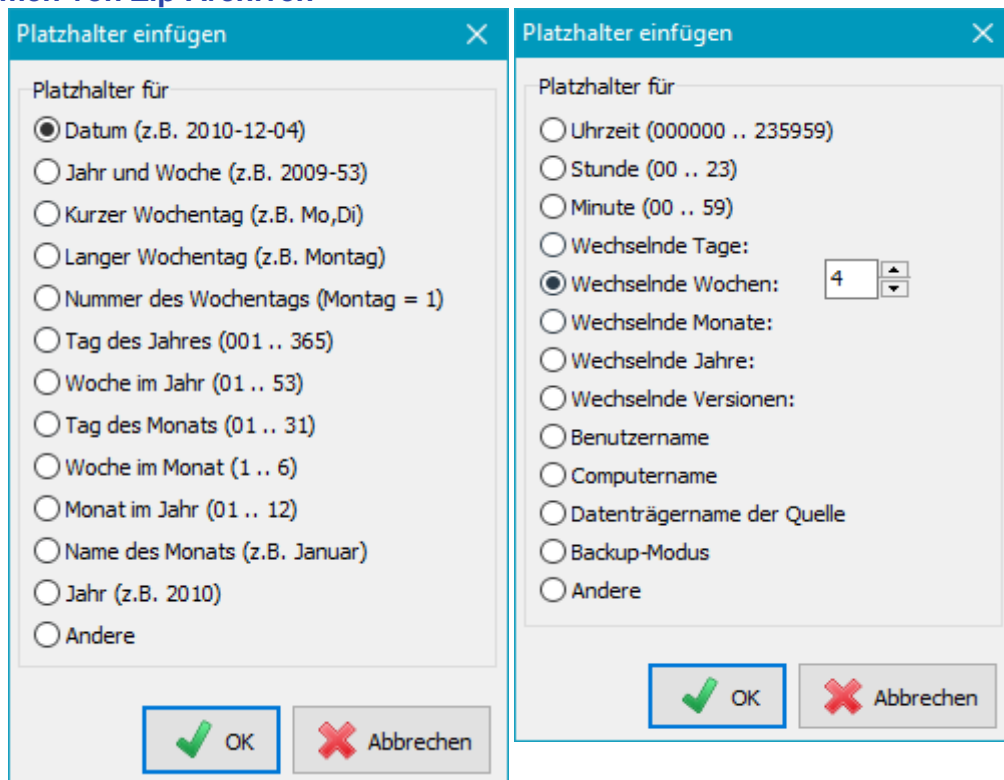 von Zip-Archiven
Platzhalter einfügen
Platzhalter für
Datum (z.B. 2010-12-04)
Jahr und Woche (z.B. 2009-53)
Kurzer Wochentag (z.B. Mo,Di)
Langer Wochentag (z.B. Montag)
Nummer des Wochentags (Montag = 1)
Tag des Jahres (001 .. 365)
Woche im Jahr (01 .. 53)
Tag des Monats (01 .. 31)
Woche im Monat (1 .. 6)
Monat im Jahr (01 .. 12)
Name des Monats (z.B. Januar)
Jahr (z.B. 2010)
Andere
OK
Abbrechen
Platzhalter einfügen
Platzhalter für
Uhrzeit (000000 .. 235959)
Stunde (00 .. 23)
Minute (00 .. 59)
Wechselnde Tage:
Wechselnde Wochen: 4
Wechselnde Monate:
Wechselnde Jahre:
Wechselnde Versionen:
Benutzername
Computername
Datenträgername der Quelle
Backup-Modus
Andere
OK
Abbrechen